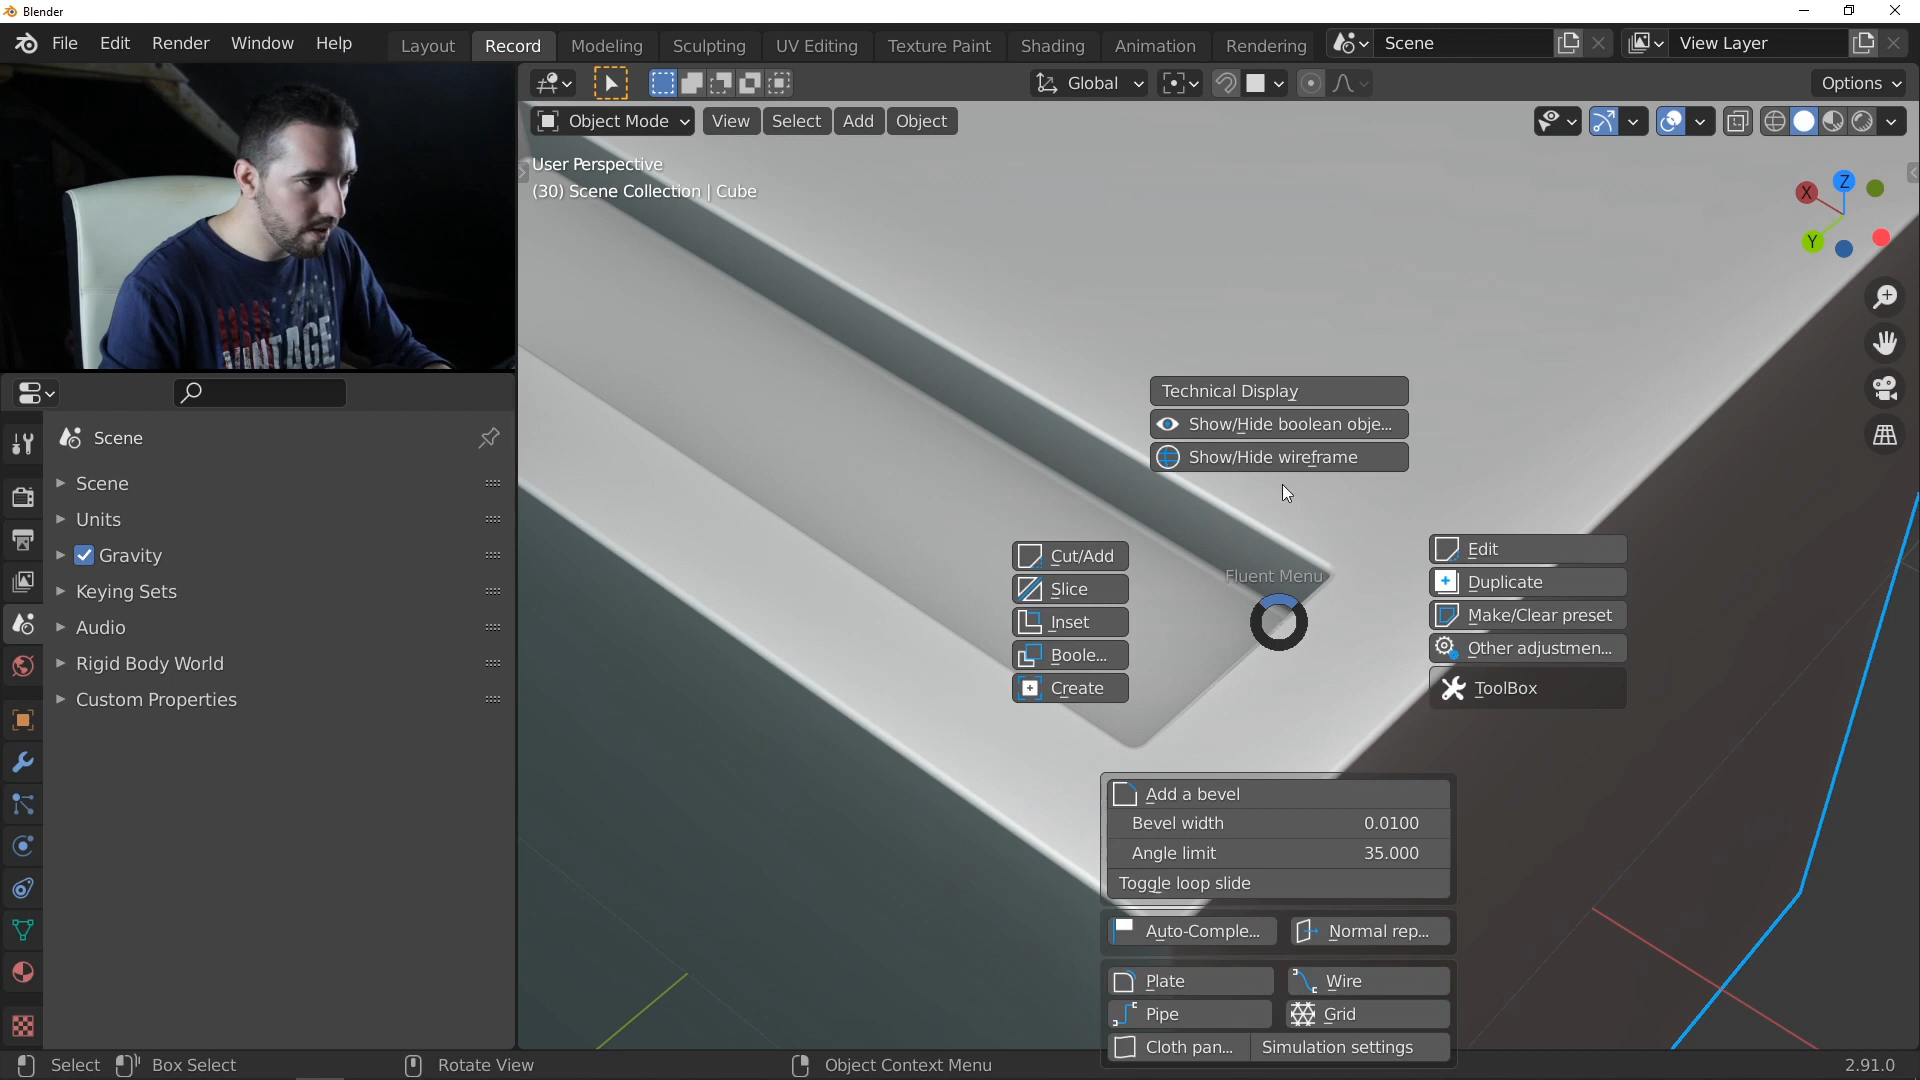 Blender
File Edit Render Window Help Layout Record Modeling Sculpting UV Editing Texture Paint Shading Animation Rendering Scene View Layer
Global Options
Object Mode View Select Add Object
User Perspective
(30) Scene Collection | Cube
Z
X
Y
VINTAGE
Scene
Scene
Units
Gravity
Keying Sets
Audio
Rigid Body World
Custom Properties
Technical Display
Show/Hide boolean obje...
Show/Hide wireframe
Fluent Menu
Cut/Add
Slice
Inset
Boole...
Create
Edit
Duplicate
Make/Clear preset
Other adjustmen...
ToolBox
Add a bevel
Bevel width 0.0100
Angle limit 35.000
Toggle loop slide
Auto-Comple... Normal rep...
Plate Wire
Pipe Grid
Cloth pan... Simulation settings
Select Box Select Rotate View Object Context Menu 2.91.0